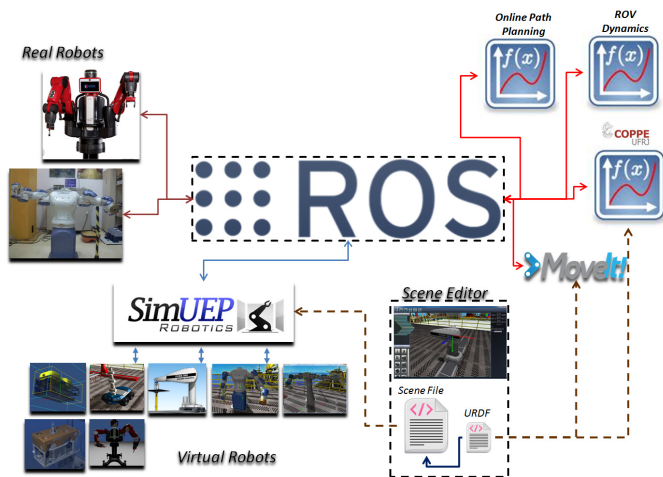 Online Path
Planning
ROV
Dynamics
Real Robots
f(x)
f(x)
COPPE
UFRJ
f(x)
ROS
MoveIt!
SimUEP
ROBOTICS
Scene Editor
Scene File
URDF
</>
</>
Virtual Robots